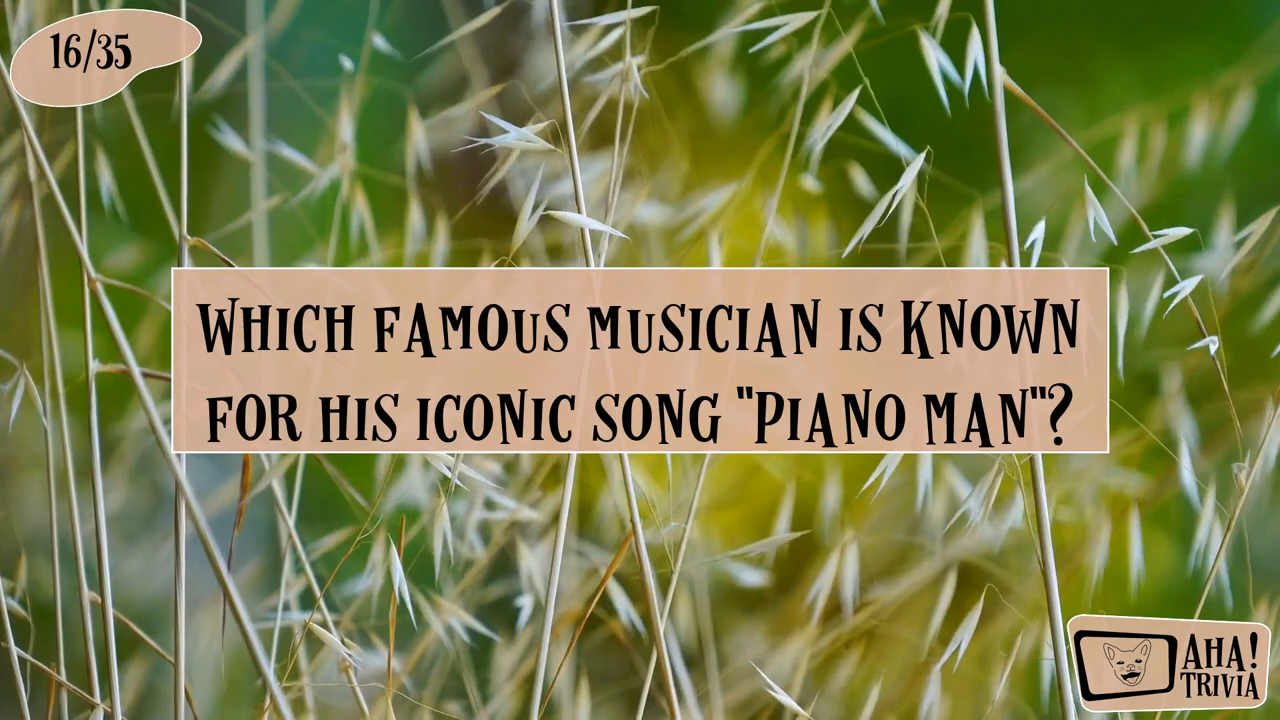 16/35
WHICH FAMOUS MUSICIAN IS KNOWN
FOR HIS ICONIC SONG "PIANO MAN"?
AHA!
TRIVIA